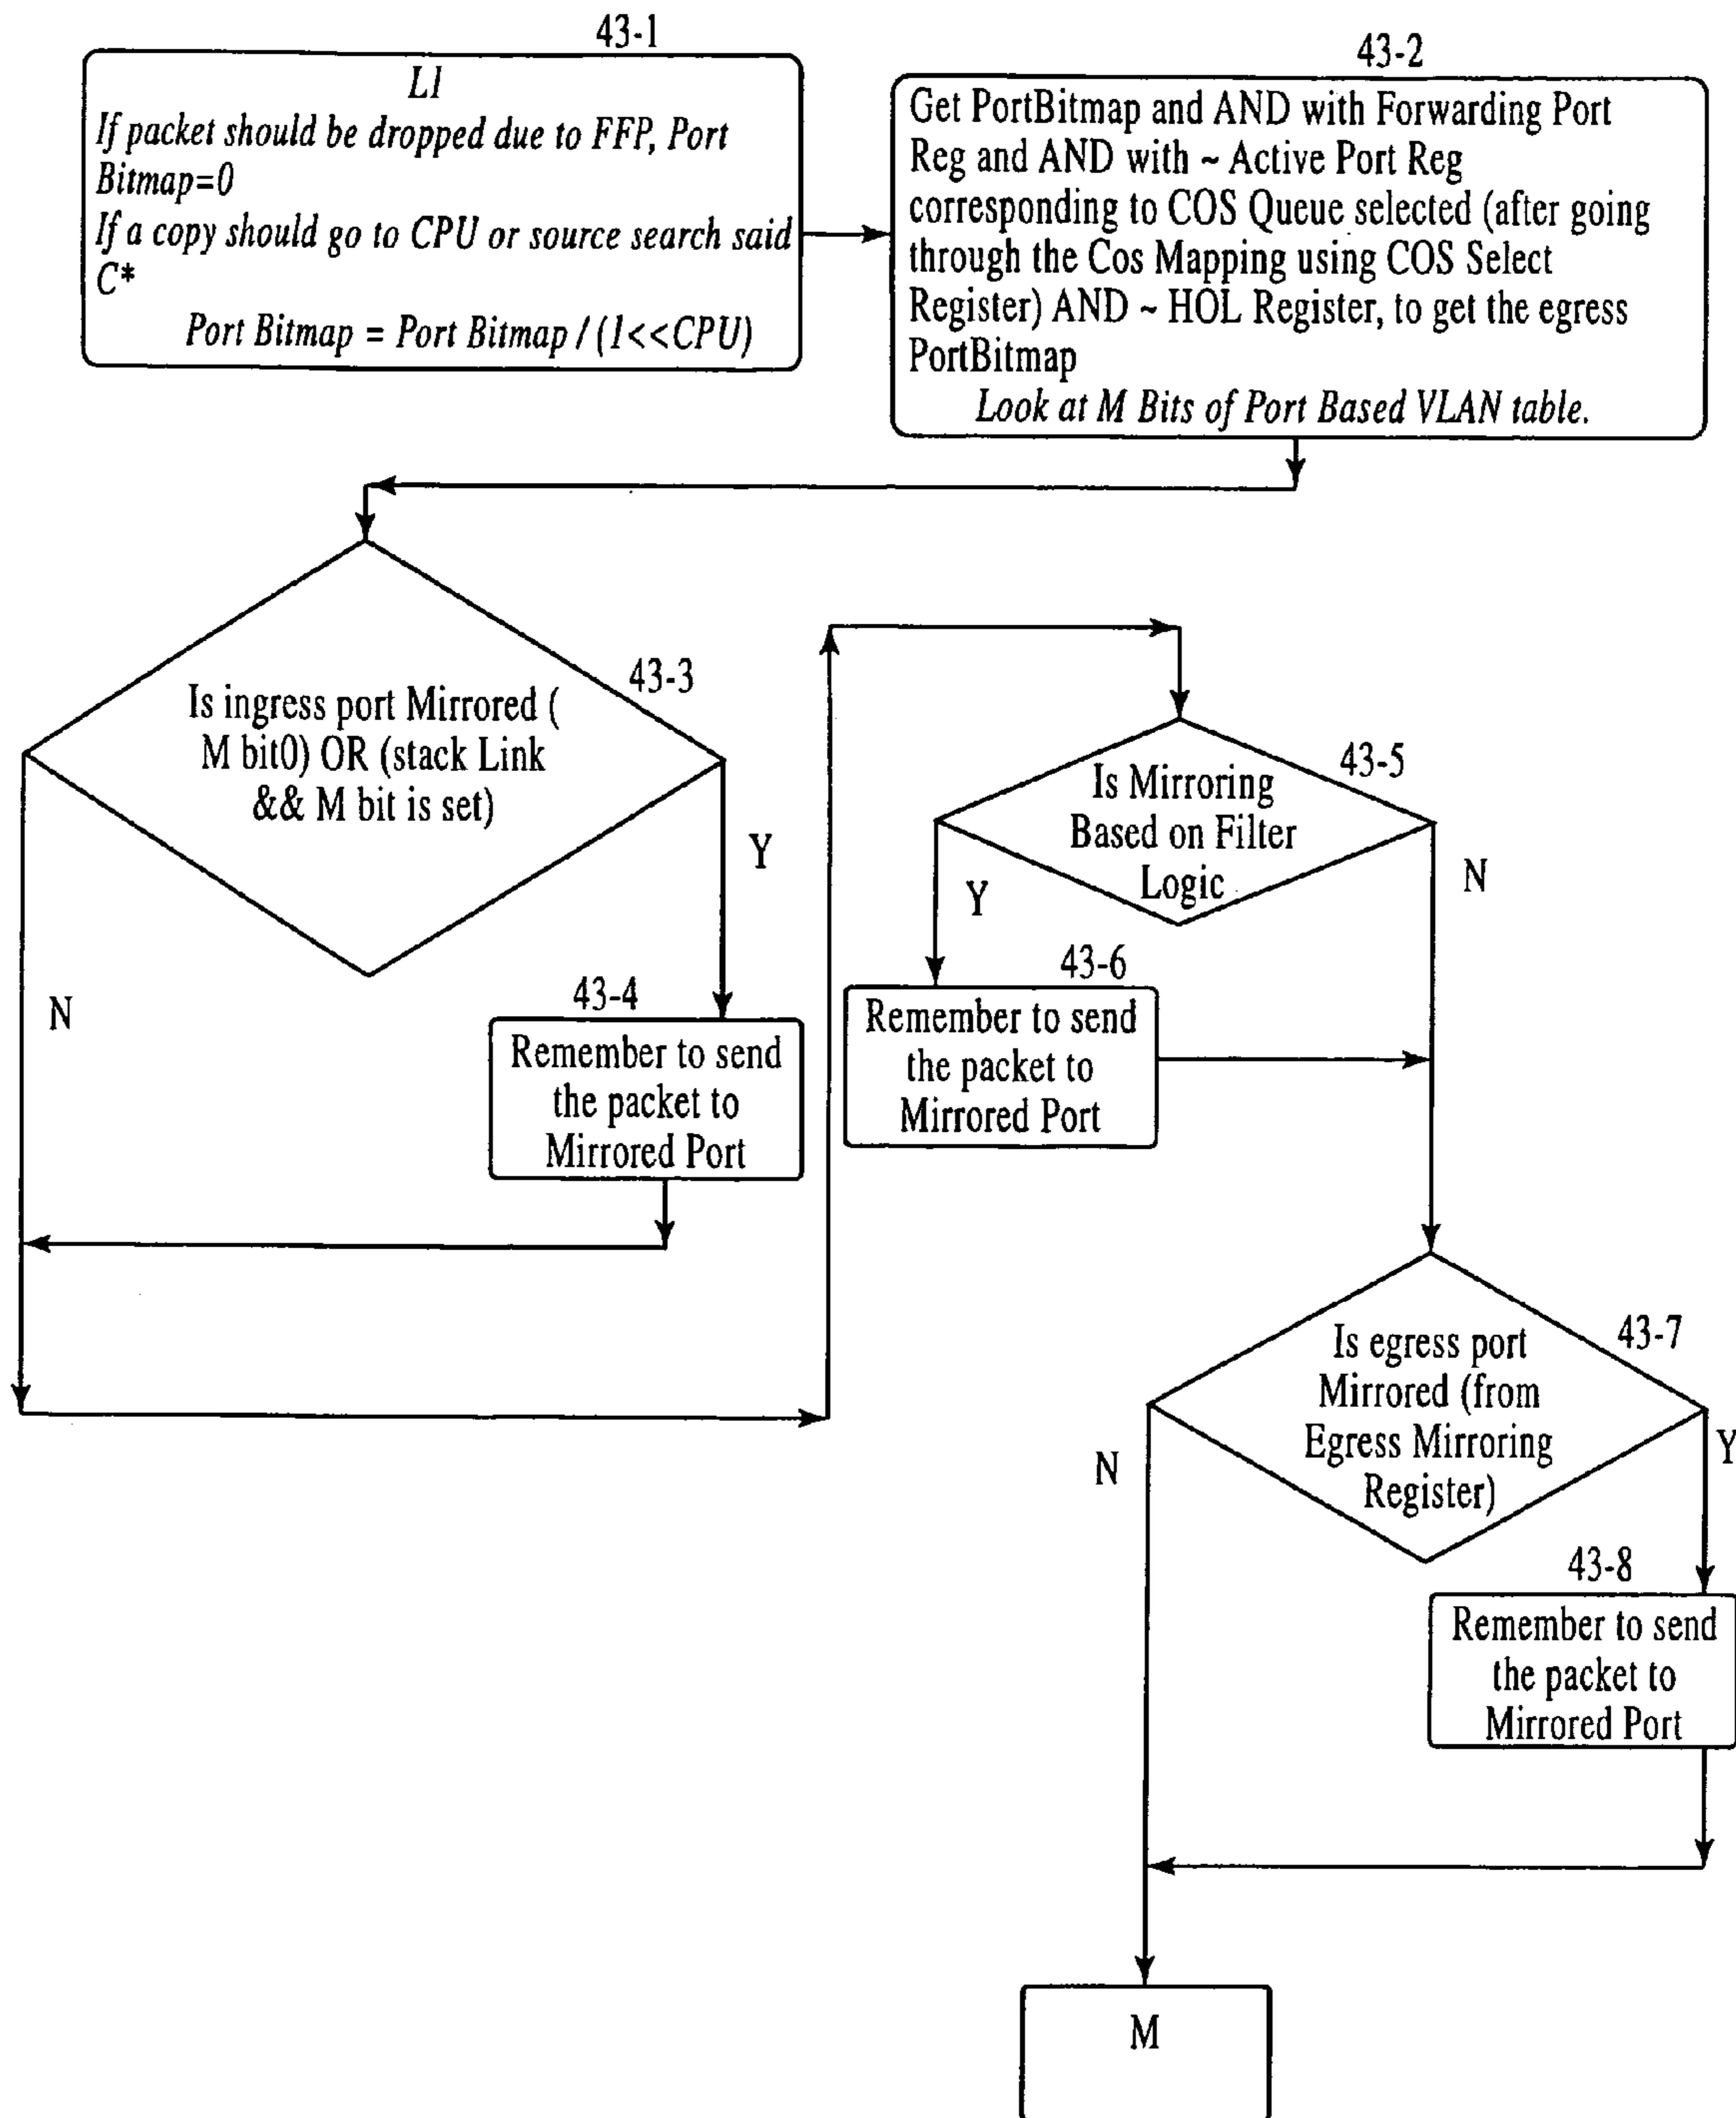 43-1
L1
If packet should be dropped due to FFP, Port
Bitmap=0
If a copy should go to CPU or source search said
C*
Port Bitmap = Port Bitmap / (1<<CPU)
43-2
Get PortBitmap and AND with Forwarding Port
Reg and AND with ~ Active Port Reg
corresponding to COS Queue selected (after going
through the Cos Mapping using COS Select
Register) AND ~ HOL Register, to get the egress
PortBitmap
Look at M Bits of Port Based VLAN table.
43-3
Is ingress port Mirrored (
M bit0) OR (stack Link
&& M bit is set)
Y
N
43-4
Remember to send
the packet to
Mirrored Port
43-5
Is Mirroring
Based on Filter
Logic
Y
N
43-6
Remember to send
the packet to
Mirrored Port
43-7
Is egress port
Mirrored (from
Egress Mirroring
Register)
N
Y
43-8
Remember to send
the packet to
Mirrored Port
M